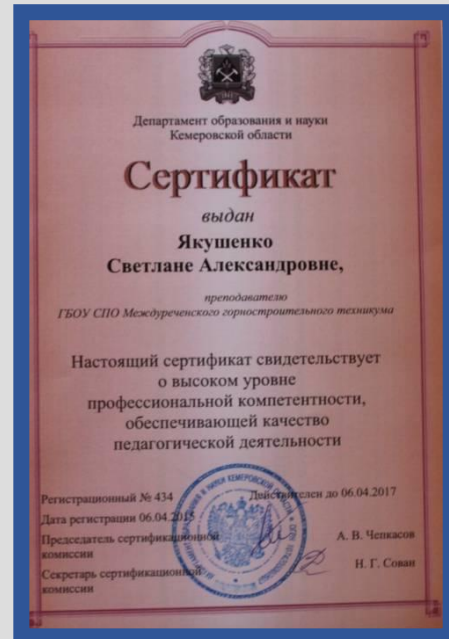 Департамент образования и науки
Кемеровской области
Сертификат
выдан
Якушенко
Светлане Александровне,
преподавателю
ГБОУ СПО Междуреченского горностроительного техникума
Настоящий сертификат свидетельствует
о высоком уровне
профессиональной компетентности,
обеспечивающей качество
педагогической деятельности
Регистрационный № 434 Действителен до 06.04.2017
Дата регистрации 06.04.2015
Председатель сертификационной А. В. Чепкасов
комиссии
Секретарь сертификационной Н. Г. Сован
комиссии